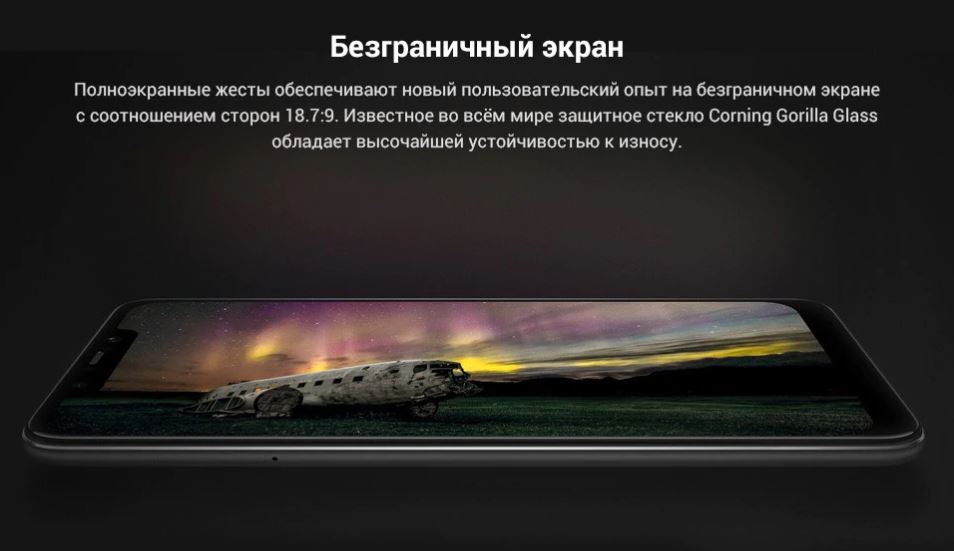 Безграничный экран
Полноэкранные жесты обеспечивают новый пользовательский опыт на безграничном экране
с соотношением сторон 18.7:9. Известное во всём мире защитное стекло Corning Gorilla Glass
обладает высочайшей устойчивостью к износу.